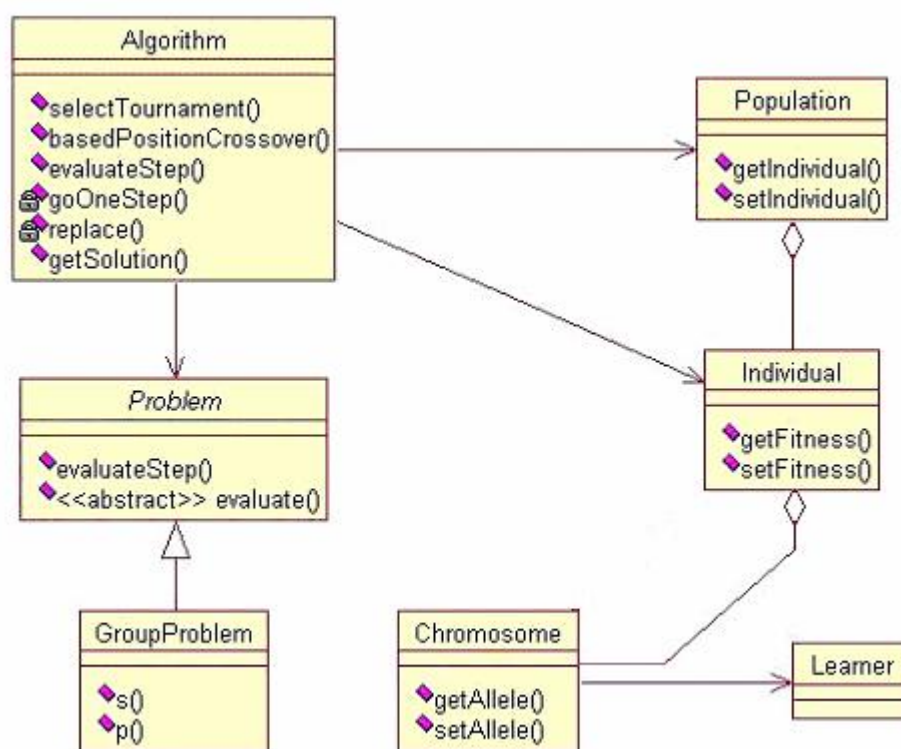 Algorithm
selectTournament()
basedPositionCrossover()
evaluateStep()
goOneStep()
replace()
getSolution()
Population
getIndividual()
setIndividual()
Problem
evaluateStep()
<<abstract>> evaluate()
Individual
getFitness()
setFitness()
GroupProblem
s()
p()
Chromosome
getAllele()
setAllele()
Learner